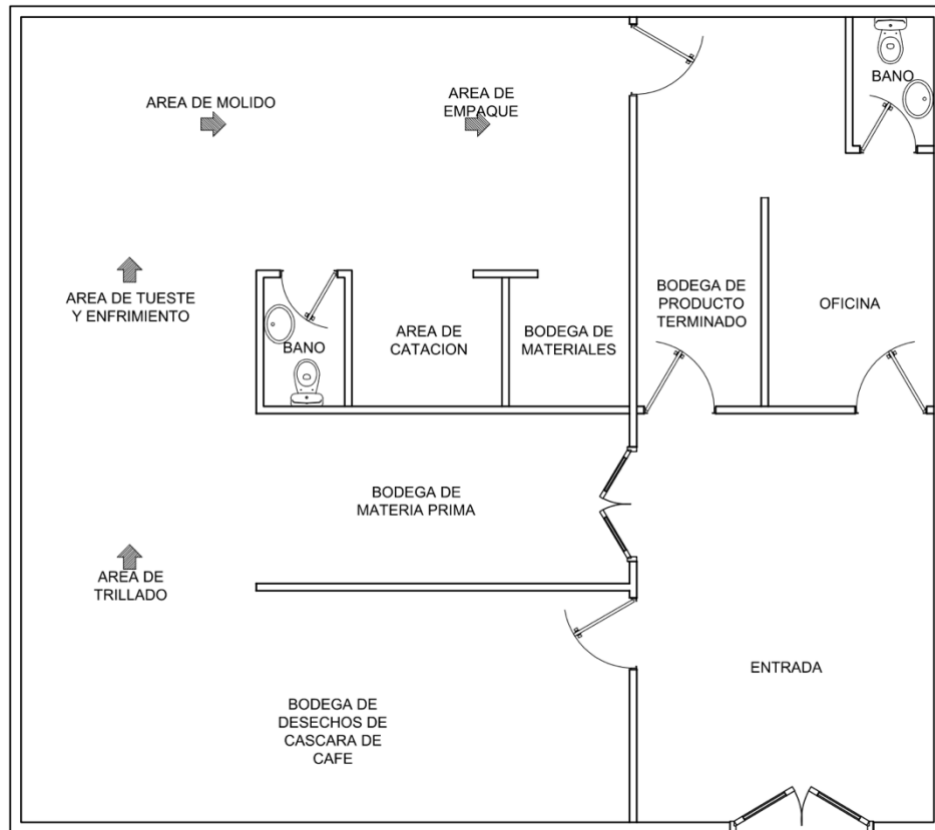 AREA DE MOLIDO
AREA DE
EMPAQUE
BANO
AREA DE TUESTE
Y ENFRIMIENTO
BANO
AREA DE
CATACION
BODEGA DE
MATERIALES
BODEGA DE
PRODUCTO
TERMINADO
OFICINA
BODEGA DE
MATERIA PRIMA
AREA DE
TRILLADO
BODEGA DE
DESECHOS DE
CASCARA DE
CAFE
ENTRADA